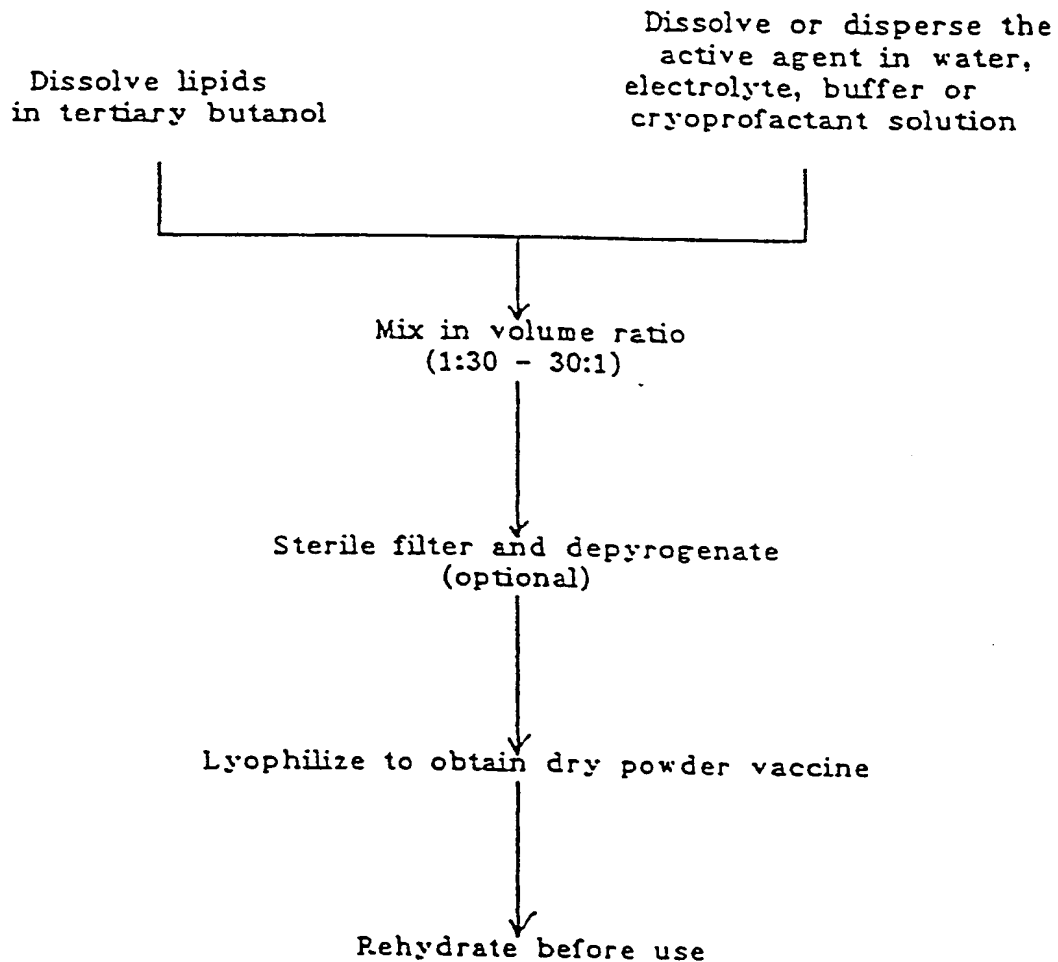 Dissolve lipids
in tertiary butanol
Dissolve or disperse the
active agent in water,
electrolyte, buffer or
cryoprofactant solution
Mix in volume ratio
(1:30 - 30:1)
Sterile filter and depyrogenate
(optional)
Lyophilize to obtain dry powder vaccine
Rehydrate before use